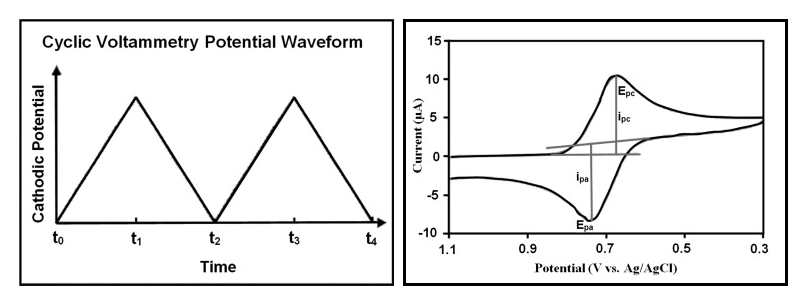 Cyclic Voltammetry Potential Waveform
Cathodic Potential
t0 t1 t2 t3 t4
Time
15
10
5
0
-5
-10
Current (μA)
Epc
ipc
ipa
Epa
1.1 0.9 0.7 0.5 0.3
Potential (V vs. Ag/AgCl)